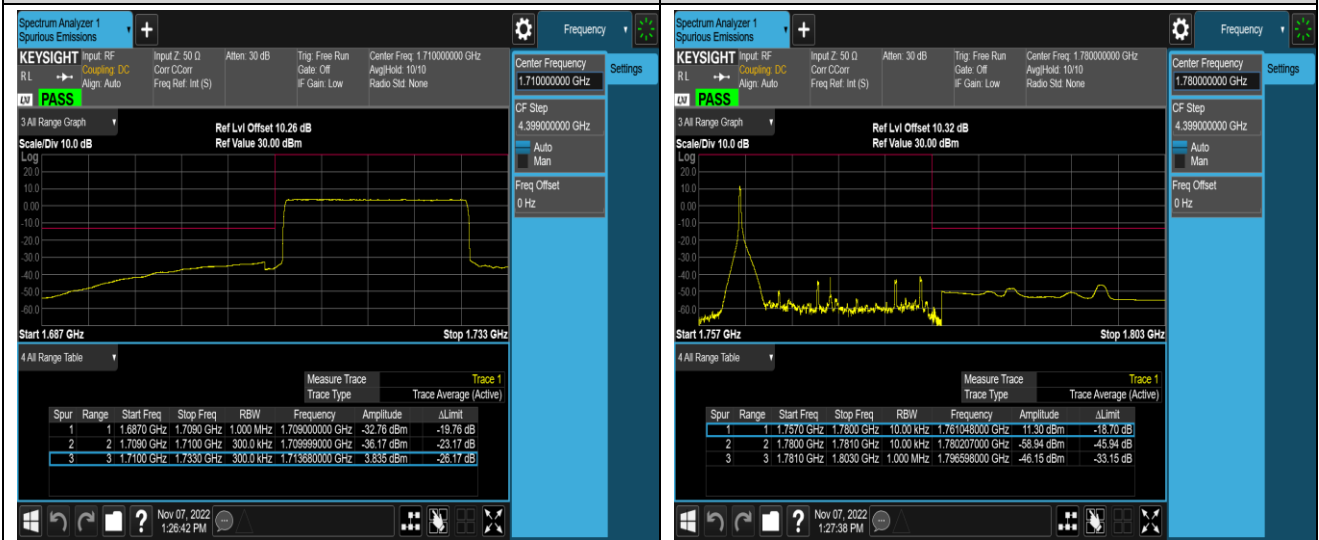 Spectrum Analyzer 1
Spurious Emissions
+
Frequency
KEYSIGHT Input: RF Input Z: 50 Ω Atten: 30 dB Trig: Free Run Center Freq: 1.710000000 GHz
RL Coupling: DC Corr CCorr Gate: Off Avg|Hold: 10/10
Align: Auto Freq Ref: Int (S) IF Gain: Low Radio Std: None
LXI PASS
Center Frequency
1.710000000 GHz
Settings
CF Step
4.399000000 GHz
Auto
Man
Freq Offset
0 Hz
3 All Range Graph
Ref Lvl Offset 10.26 dB
Scale/Div 10.0 dB Ref Value 30.00 dBm
Log
20.0
10.0
0.00
-10.0
-20.0
-30.0
-40.0
-50.0
-60.0
Start 1.687 GHz Stop 1.733 GHz
4 All Range Table
Measure Trace Trace 1
Trace Type Trace Average (Active)
Spur Range Start Freq Stop Freq RBW Frequency Amplitude ΔLimit
1 1 1.6870 GHz 1.7090 GHz 1.000 MHz 1.709000000 GHz -32.76 dBm -19.76 dB
2 2 1.7090 GHz 1.7100 GHz 300.0 kHz 1.709999000 GHz -36.17 dBm -23.17 dB
3 3 1.7100 GHz 1.7330 GHz 300.0 kHz 1.713680000 GHz 3.835 dBm -26.17 dB
? Nov 07, 2022
1:26:42 PM
Spectrum Analyzer 1
Spurious Emissions
+
Frequency
KEYSIGHT Input: RF Input Z: 50 Ω Atten: 30 dB Trig: Free Run Center Freq: 1.780000000 GHz
RL Coupling: DC Corr CCorr Gate: Off Avg|Hold: 10/10
Align: Auto Freq Ref: Int (S) IF Gain: Low Radio Std: None
LXI PASS
Center Frequency
1.780000000 GHz
Settings
CF Step
4.399000000 GHz
Auto
Man
Freq Offset
0 Hz
3 All Range Graph
Ref Lvl Offset 10.32 dB
Scale/Div 10.0 dB Ref Value 30.00 dBm
Log
20.0
10.0
0.00
-10.0
-20.0
-30.0
-40.0
-50.0
-60.0
Start 1.757 GHz Stop 1.803 GHz
4 All Range Table
Measure Trace Trace 1
Trace Type Trace Average (Active)
Spur Range Start Freq Stop Freq RBW Frequency Amplitude ΔLimit
1 1 1.7570 GHz 1.7800 GHz 10.00 kHz 1.761048000 GHz 11.30 dBm -18.70 dB
2 2 1.7800 GHz 1.7810 GHz 10.00 kHz 1.780207000 GHz -58.94 dBm -45.94 dB
3 3 1.7810 GHz 1.8030 GHz 1.000 MHz 1.796598000 GHz -46.15 dBm -33.15 dB
? Nov 07, 2022
1:27:38 PM